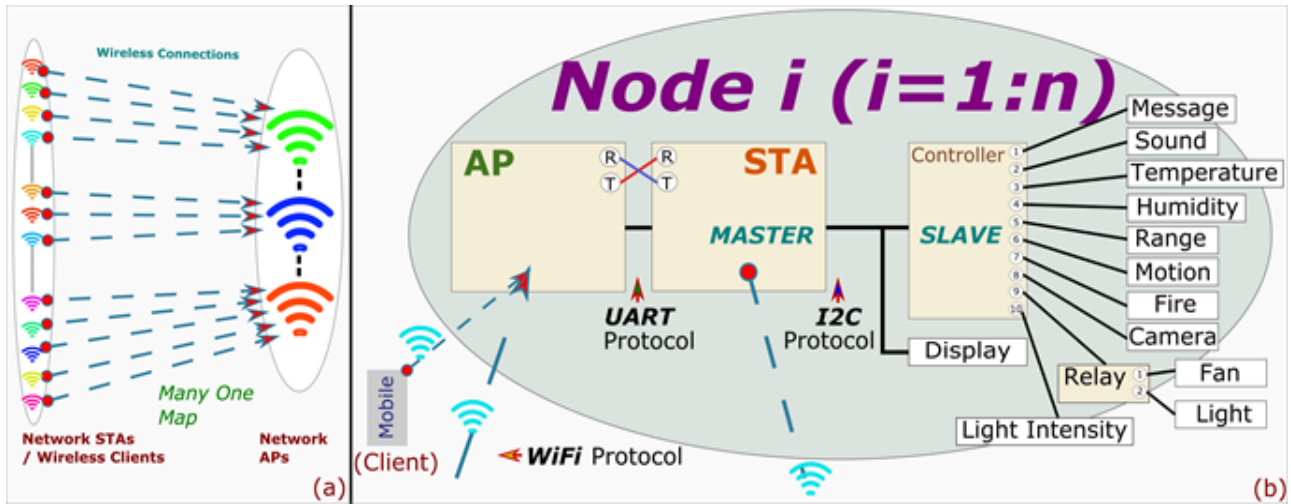 Wireless Connections
Many One
Map
Network STAs
/ Wireless Clients
Network
APs
(a)
Node i (i=1:n)
AP
R
T
R
T
STA
MASTER
Controller
SLAVE
1
2
3
4
5
6
7
8
9
10
Message
Sound
Temperature
Humidity
Range
Motion
Fire
Camera
Relay
1
2
Fan
Light
Light Intensity
Display
UART
Protocol
I2C
Protocol
Mobile
(Client)
WiFi Protocol
(b)